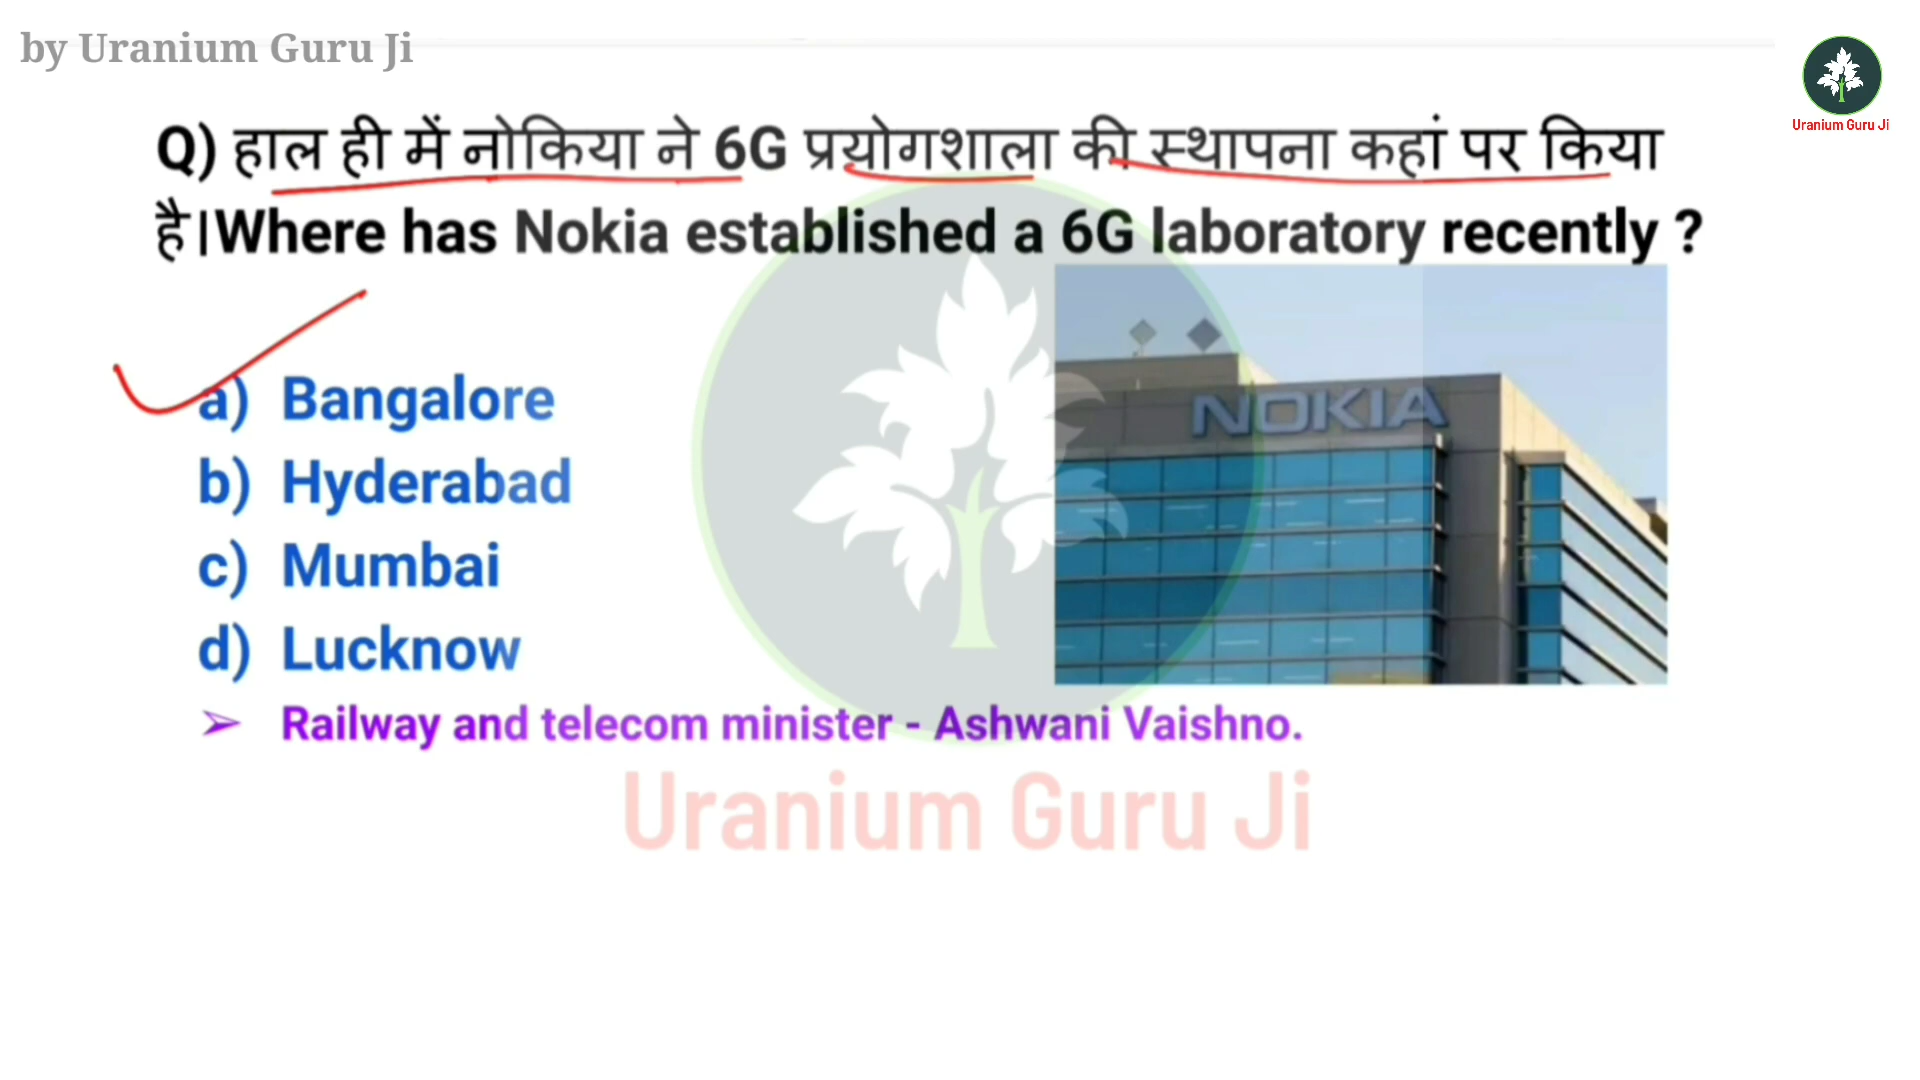 by Uranium Guru Ji
Uranium Guru Ji
Q) हाल ही में नोकिया ने 6G प्रयोगशाला की स्थापना कहां पर किया
है।Where has Nokia established a 6G laboratory recently ?
NOKIA
a) Bangalore
b) Hyderabad
c) Mumbai
d) Lucknow
➢ Railway and telecom minister - Ashwani Vaishno.
Uranium Guru Ji